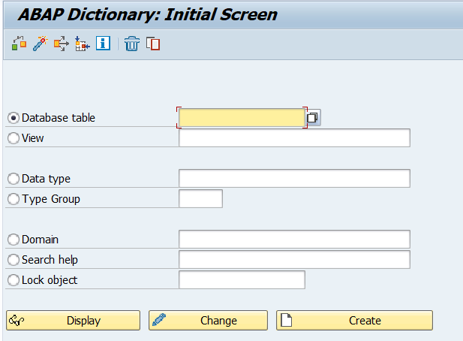 ABAP Dictionary: Initial Screen
Database table
View
Data type
Type Group
Domain
Search help
Lock object
Display Change Create